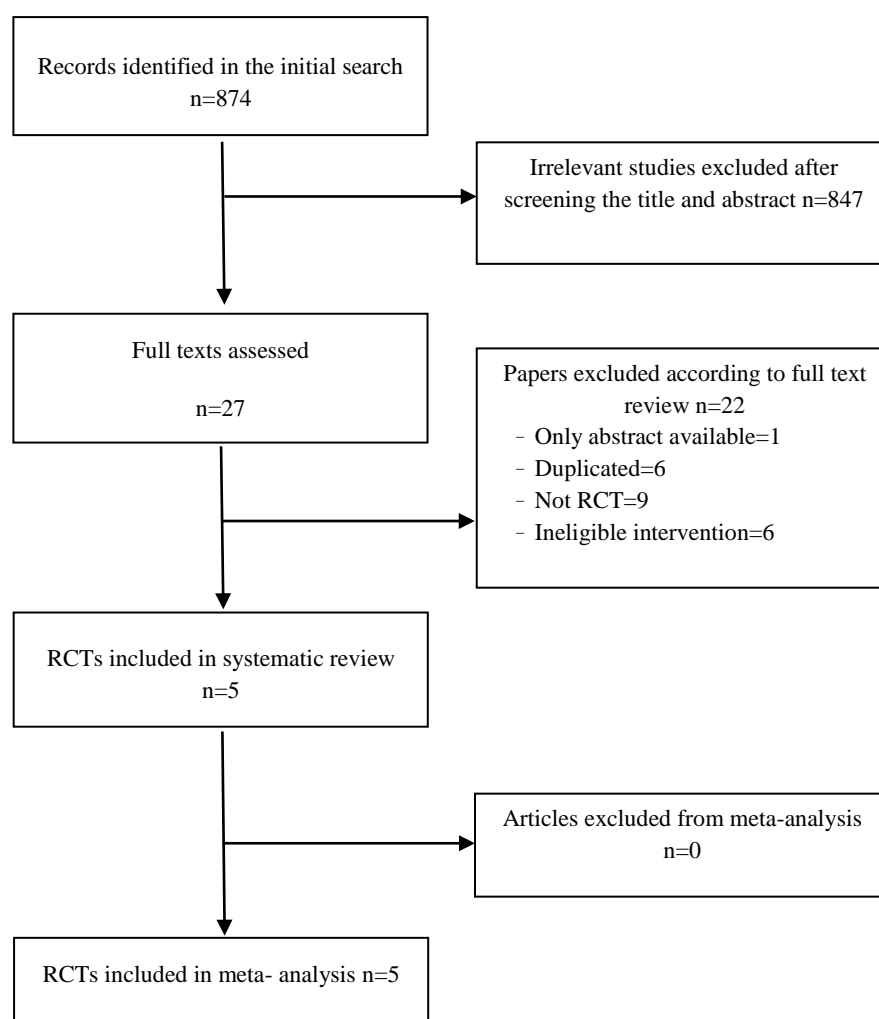 Records identified in the initial search
n=874
Irrelevant studies excluded after
screening the title and abstract n=847
Full texts assessed
n=27
Papers excluded according to full text
review n=22
- Only abstract available=1
- Duplicated=6
- Not RCT=9
- Ineligible intervention=6
RCTs included in systematic review
n=5
Articles excluded from meta-analysis
n=0
RCTs included in meta- analysis n=5